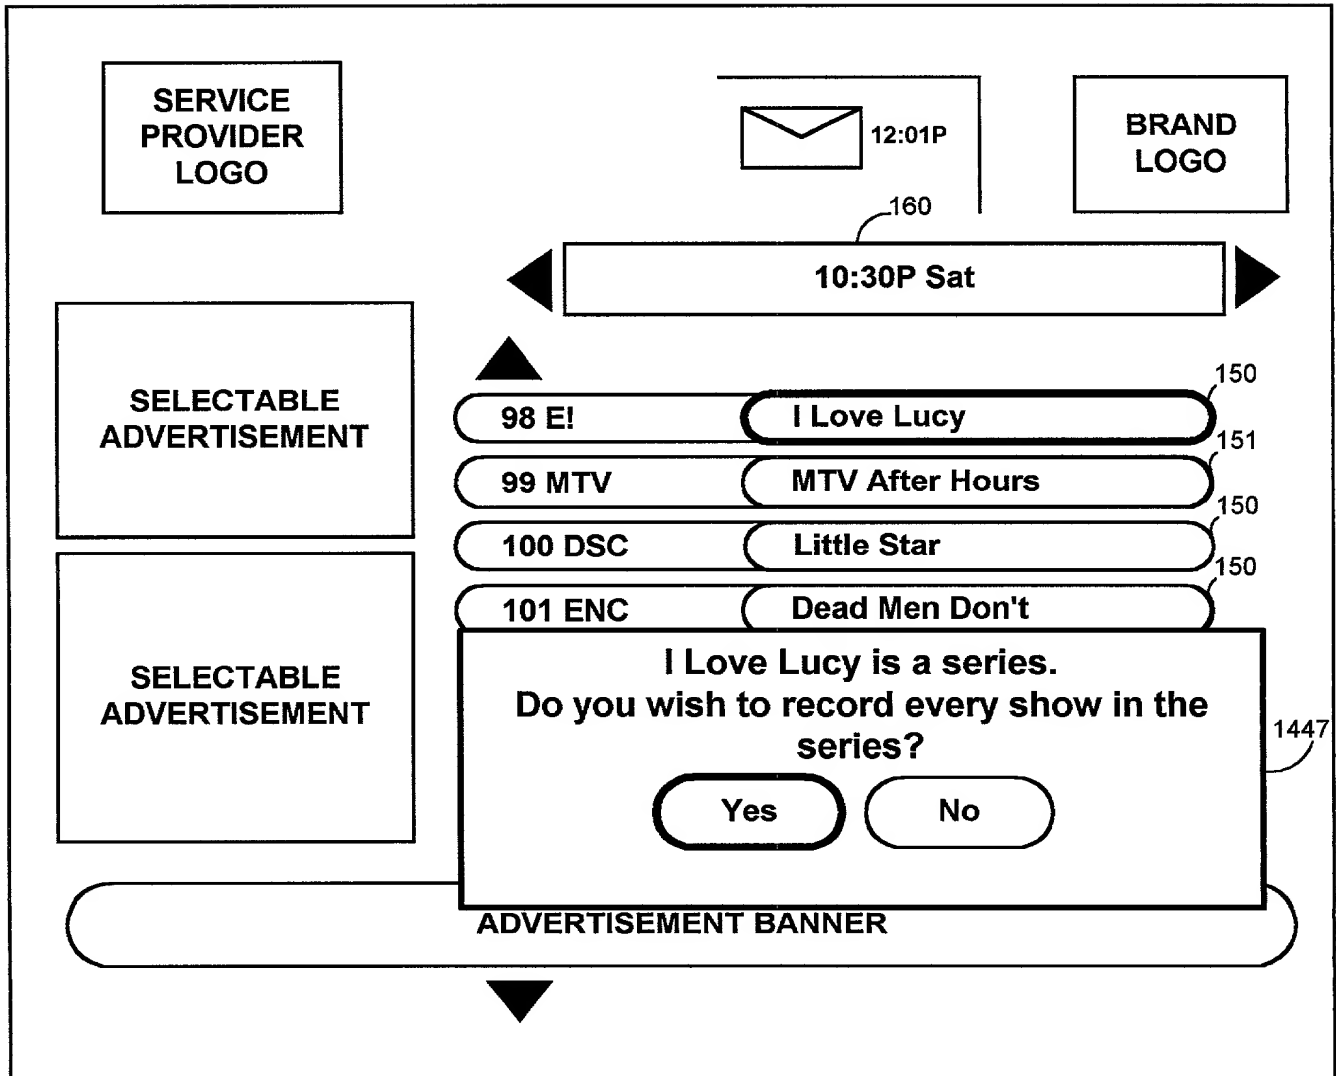 SERVICE
PROVIDER
LOGO
12:01P
BRAND
LOGO
160
10:30P Sat
SELECTABLE
ADVERTISEMENT
150
98 E! I Love Lucy
151
99 MTV MTV After Hours
150
100 DSC Little Star
150
101 ENC Dead Men Don't
SELECTABLE
ADVERTISEMENT
I Love Lucy is a series.
Do you wish to record every show in the
series?
1447
Yes No
ADVERTISEMENT BANNER